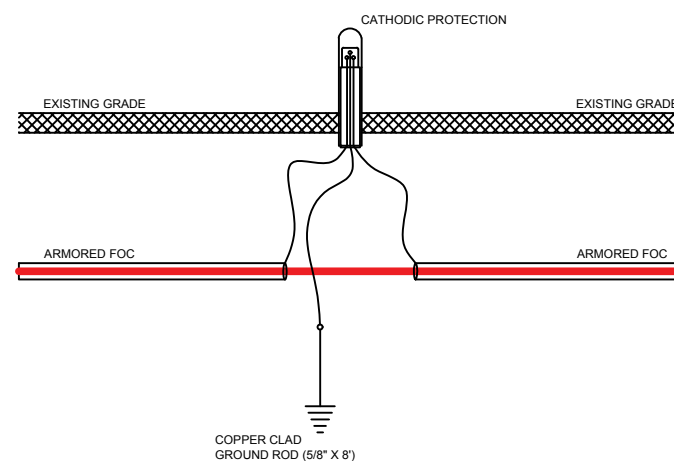 CATHODIC PROTECTION
EXISTING GRADE
EXISTING GRADE
ARMORED FOC
ARMORED FOC
COPPER CLAD
GROUND ROD (5/8" X 8')